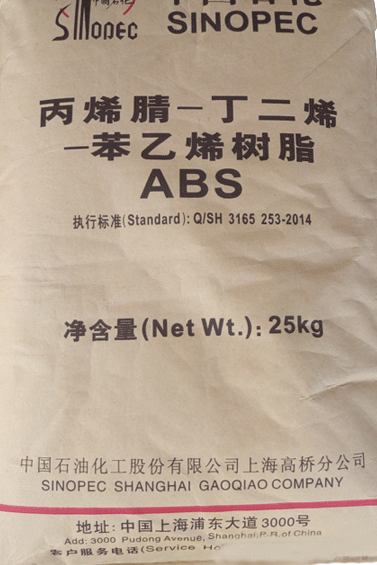 中国石化
SINOPEC
SINOPEC
丙烯腈-丁二烯
-苯乙烯树脂
ABS
执行标准(Standard): Q/SH 3165 253-2014
净含量(Net Wt.): 25kg
中国石油化工股份有限公司上海高桥分公司
SINOPEC SHANGHAI GAOQIAO COMPANY
地址: 中国上海浦东大道3000号
Add: 3000 Pudong Avenue, Shanghai, P.R.of China
客户服务电话(Service